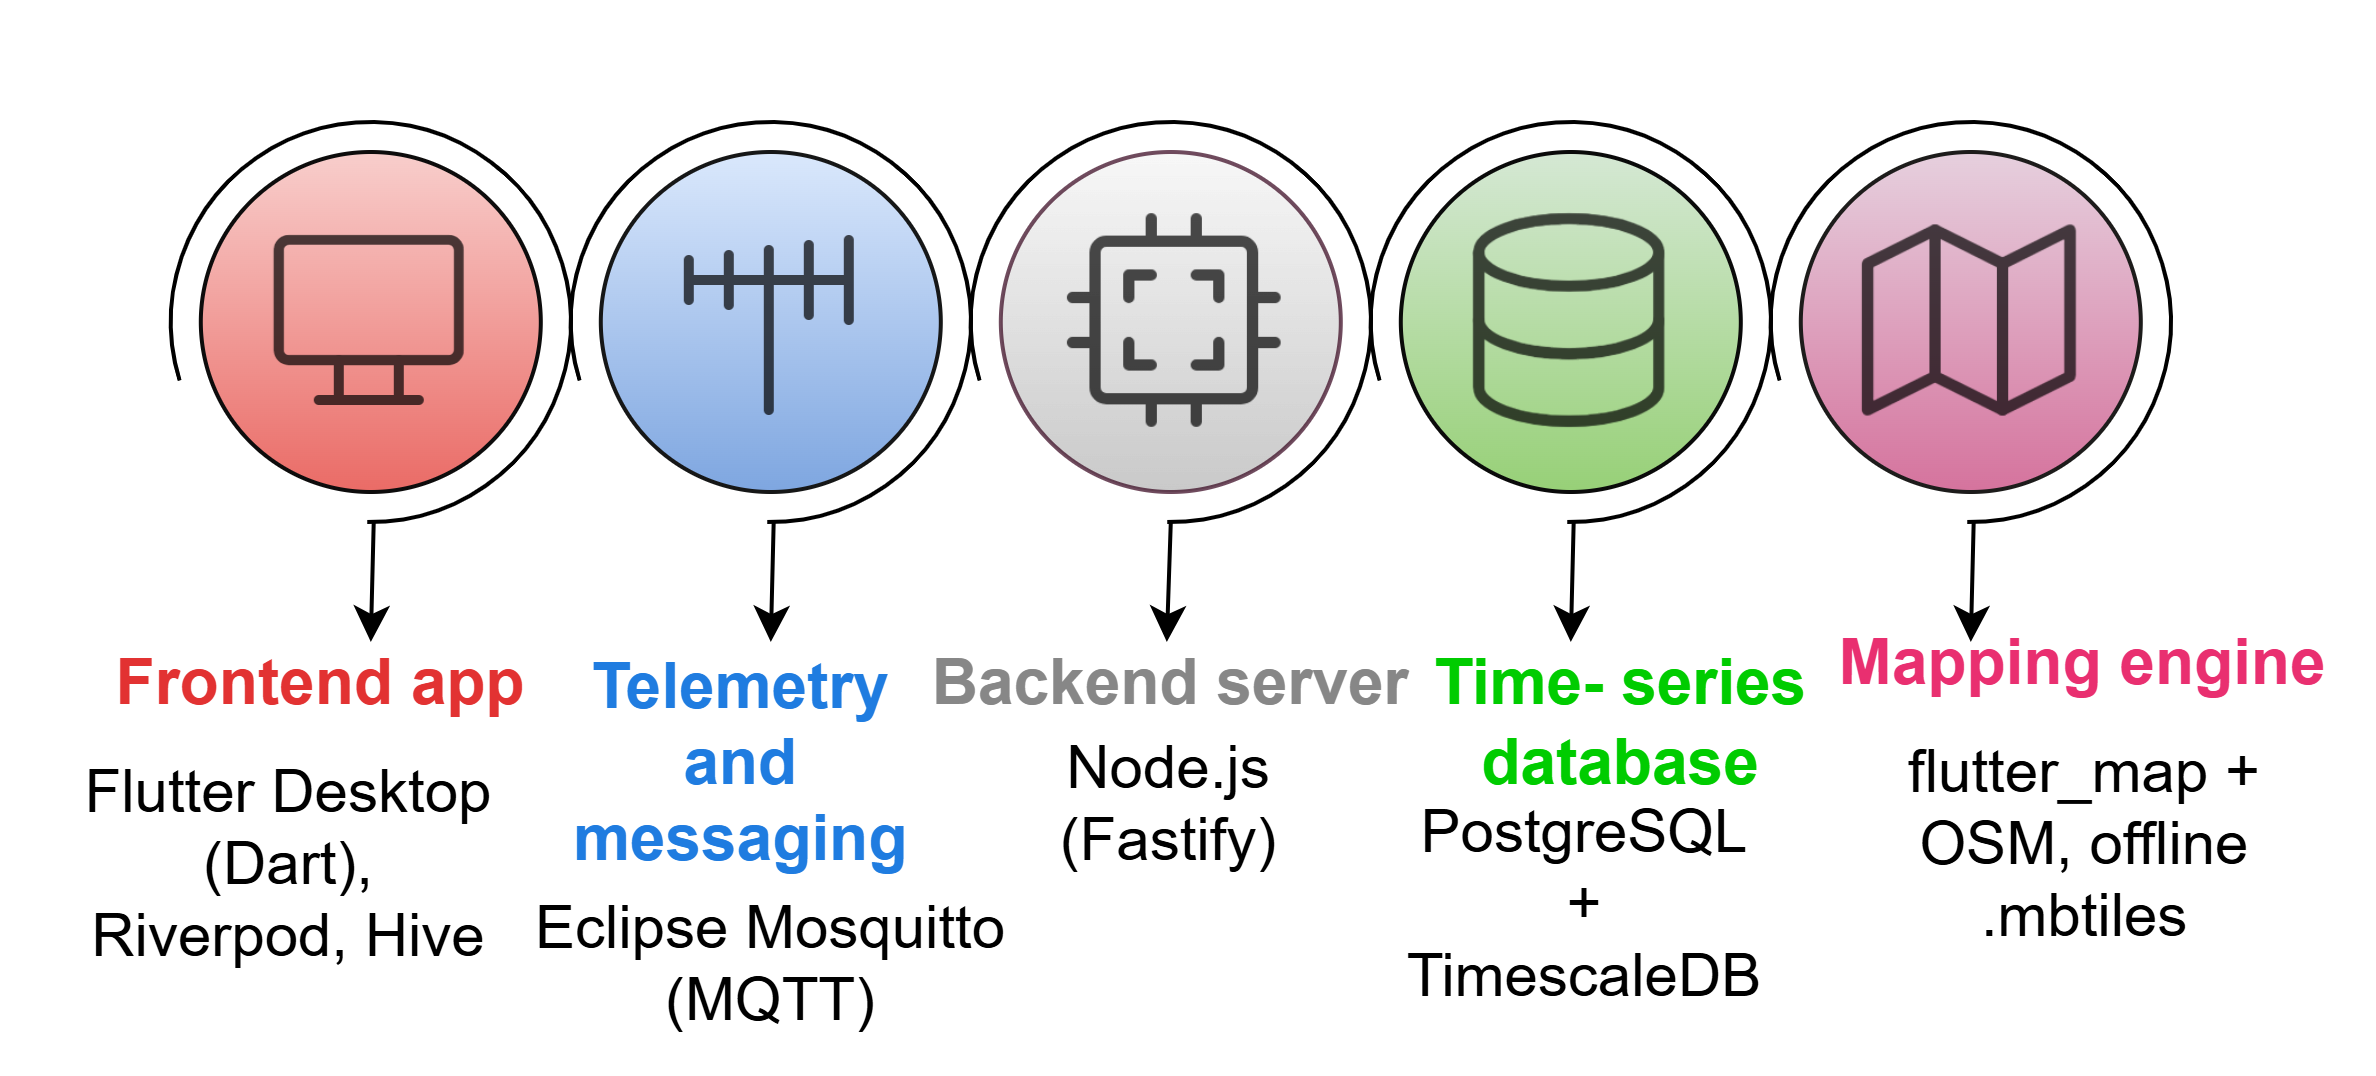 Frontend app
Flutter Desktop
(Dart),
Riverpod, Hive
Telemetry
and
messaging
Eclipse Mosquitto
(MQTT)
Backend server
Node.js
(Fastify)
Time- series
database
PostgreSQL
+
TimescaleDB
Mapping engine
flutter_map +
OSM, offline
.mbtiles